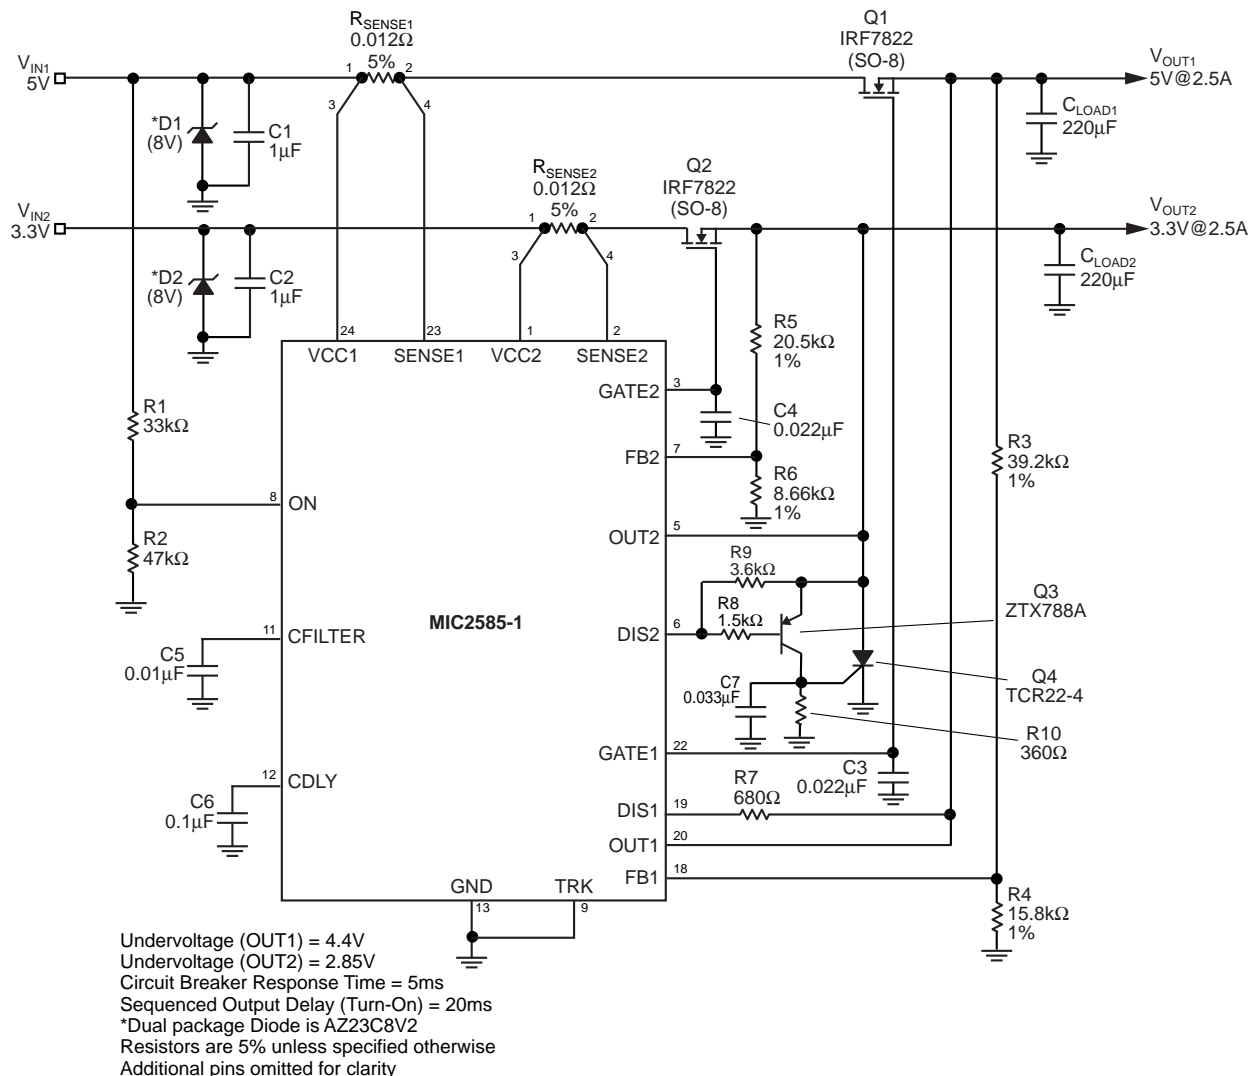 RSENSE1
0.012Ω
5%
Q1
IRF7822
(SO-8)
VIN1
5V
1
2
3
4
VOUT1
5V@2.5A
*D1
(8V)
C1
1µF
CLOAD1
220µF
RSENSE2
0.012Ω
5%
Q2
IRF7822
(SO-8)
VIN2
3.3V
1
2
3
4
VOUT2
3.3V@2.5A
*D2
(8V)
C2
1µF
CLOAD2
220µF
24
23
1
2
VCC1
SENSE1
VCC2
SENSE2
R5
20.5kΩ
1%
GATE2
3
C4
0.022µF
R1
33kΩ
FB2
7
R6
8.66kΩ
1%
R3
39.2kΩ
1%
8
ON
R2
47kΩ
OUT2
5
R9
3.6kΩ
R8
1.5kΩ
Q3
ZTX788A
MIC2585-1
DIS2
6
11
CFILTER
C5
0.01µF
C7
0.033µF
Q4
TCR22-4
R10
360Ω
GATE1
22
C3
0.022µF
12
CDLY
C6
0.1µF
R7
680Ω
DIS1
19
OUT1
20
FB1
18
R4
15.8kΩ
1%
GND
TRK
13
9
Undervoltage (OUT1) = 4.4V
Undervoltage (OUT2) = 2.85V
Circuit Breaker Response Time = 5ms
Sequenced Output Delay (Turn-On) = 20ms
*Dual package Diode is AZ23C8V2
Resistors are 5% unless specified otherwise
Additional pins omitted for clarity